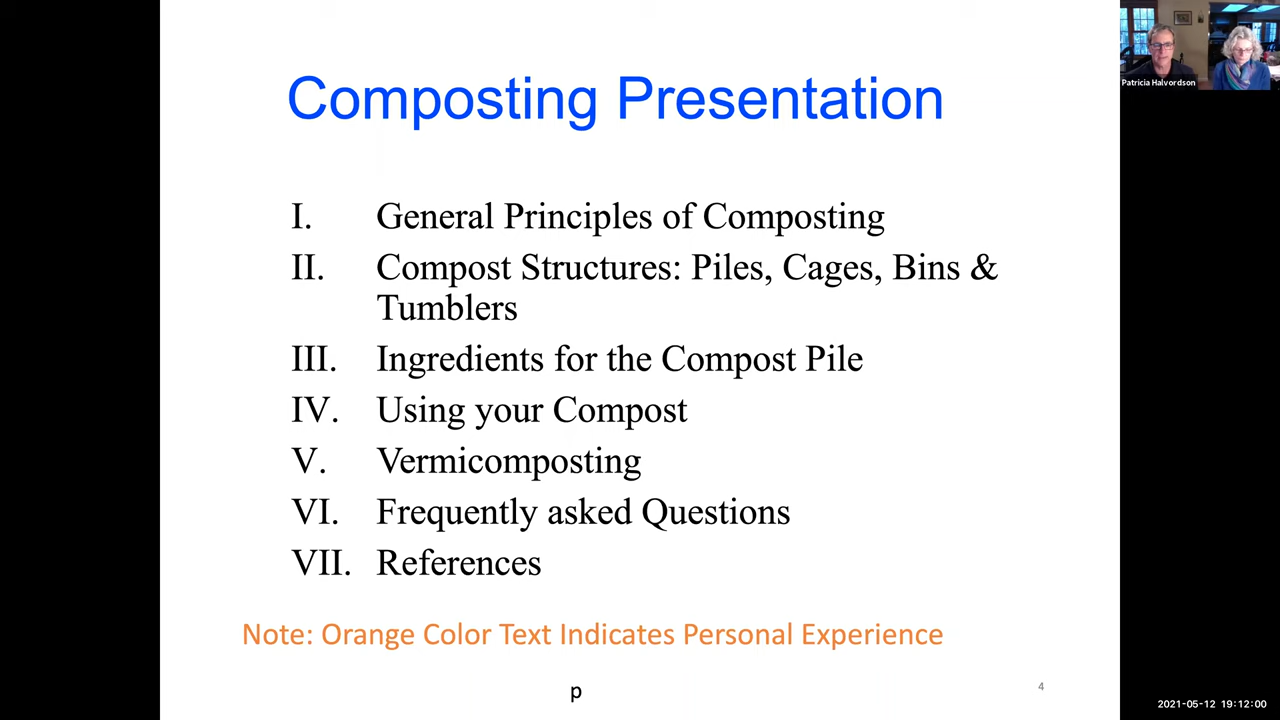 Composting Presentation
I. General Principles of Composting
II. Compost Structures: Piles, Cages, Bins &
Tumblers
III. Ingredients for the Compost Pile
IV. Using your Compost
V. Vermicomposting
VI. Frequently asked Questions
VII. References
Note: Orange Color Text Indicates Personal Experience
p
4
Patricia Halvordson
2021-05-12 19:12:00